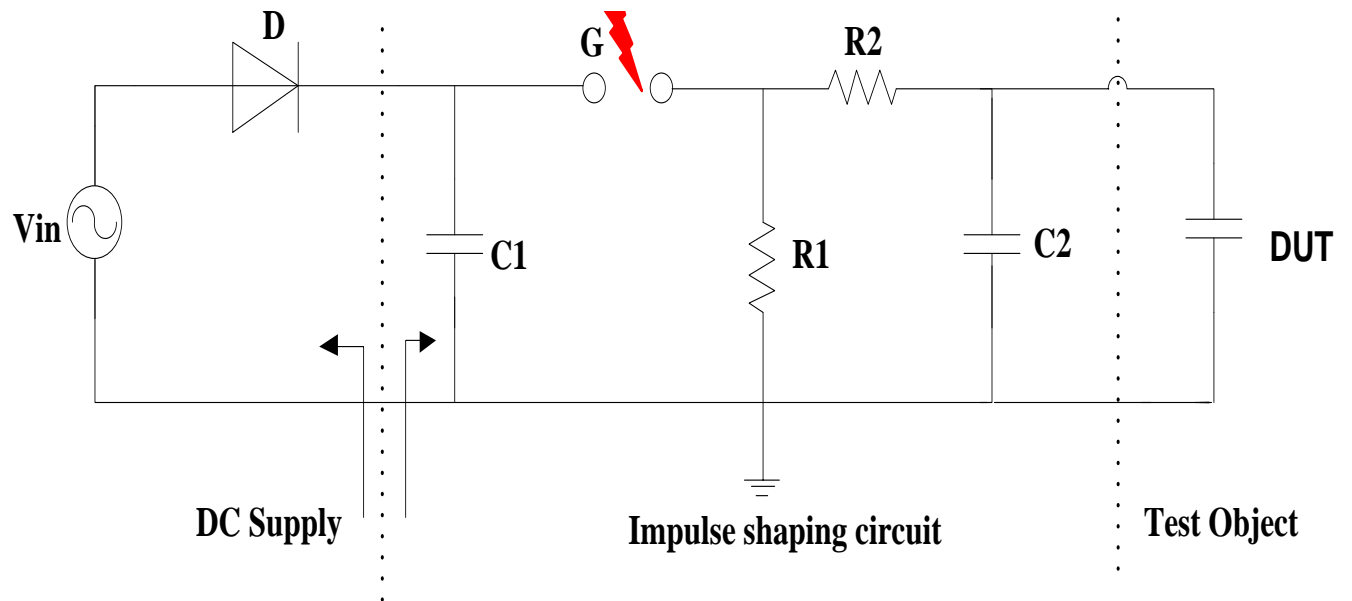 D
G
R2
Vin
C1
R1
C2
DUT
DC Supply
Impulse shaping circuit
Test Object